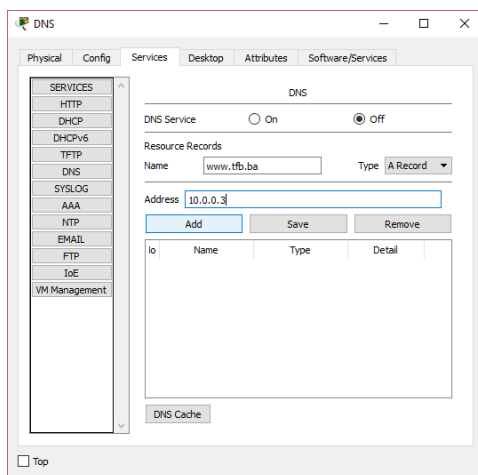 DNS
Physical Config Services Desktop Attributes Software/Services
SERVICES
HTTP
DHCP
DHCPv6
TFTP
DNS
SYSLOG
AAA
NTP
EMAIL
FTP
IoE
VM Management
DNS
DNS Service On Off
Resource Records
Name www.tfb.ba Type A Record
Address 10.0.0.3
Add Save Remove
lo Name Type Detail
DNS Cache
Top